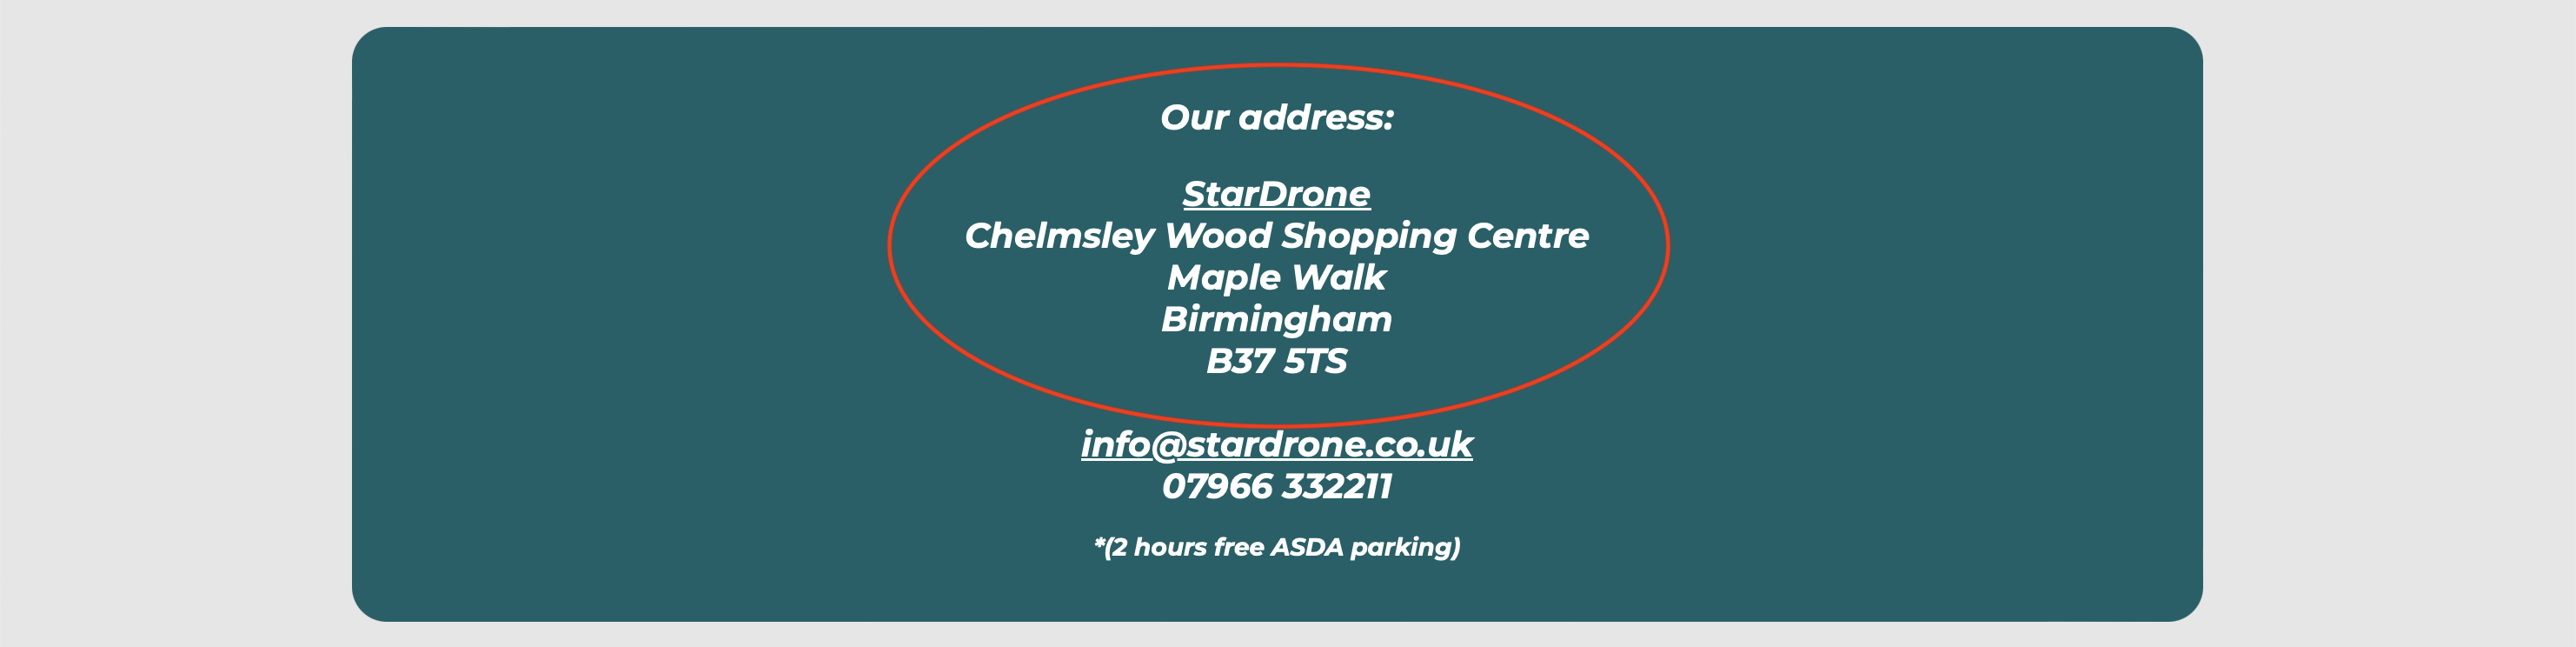 Our address:
StarDrone
Chelmsley Wood Shopping Centre
Maple Walk
Birmingham
B37 5TS
info@stardrone.co.uk
07966 332211
*(2 hours free ASDA parking)